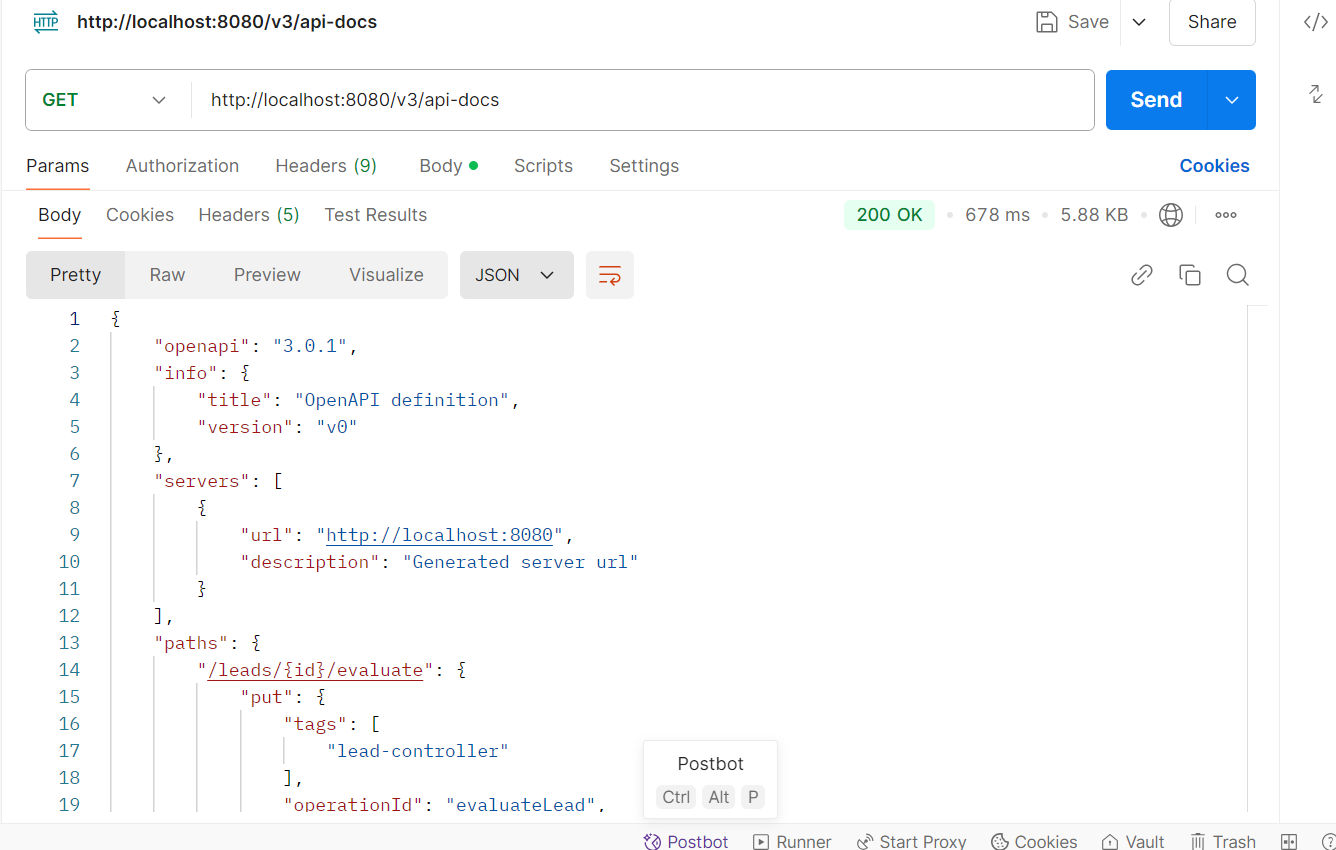 HTTP http://localhost:8080/v3/api-docs Save Share </>
GET http://localhost:8080/v3/api-docs Send
Params Authorization Headers (9) Body Scripts Settings Cookies
Body Cookies Headers (5) Test Results 200 OK 678 ms 5.88 KB
Pretty Raw Preview Visualize JSON
1 {
2 "openapi": "3.0.1",
3 "info": {
4 "title": "OpenAPI definition",
5 "version": "v0"
6 },
7 "servers": [
8 {
9 "url": "http://localhost:8080",
10 "description": "Generated server url"
11 }
12 ],
13 "paths": {
14 "/leads/{id}/evaluate": {
15 "put": {
16 "tags": [
17 "lead-controller"
18 ],
19 "operationId": "evaluateLead",
Postbot
Ctrl Alt P
Postbot Runner Start Proxy Cookies Vault Trash